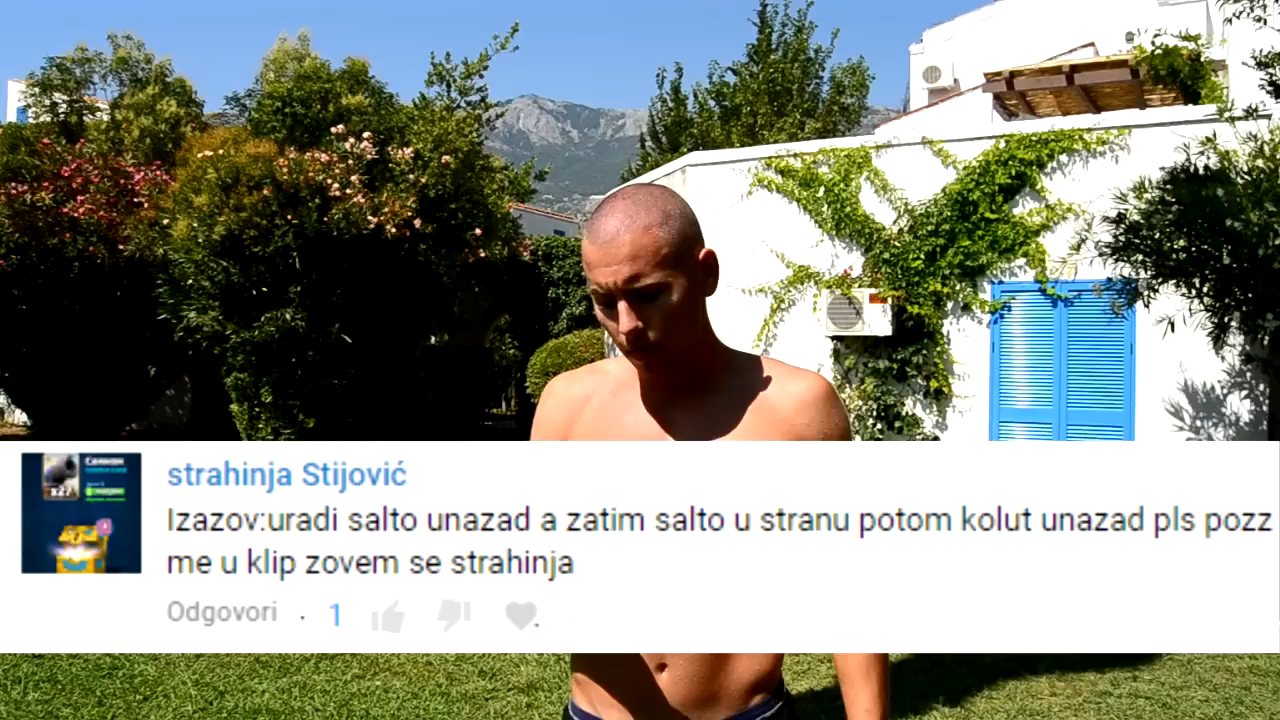 strahinja Stijović
Izazov:uradi salto unazad a zatim salto u stranu potom kolut unazad pls pozz
me u klip zovem se strahinja
Odgovori . 1